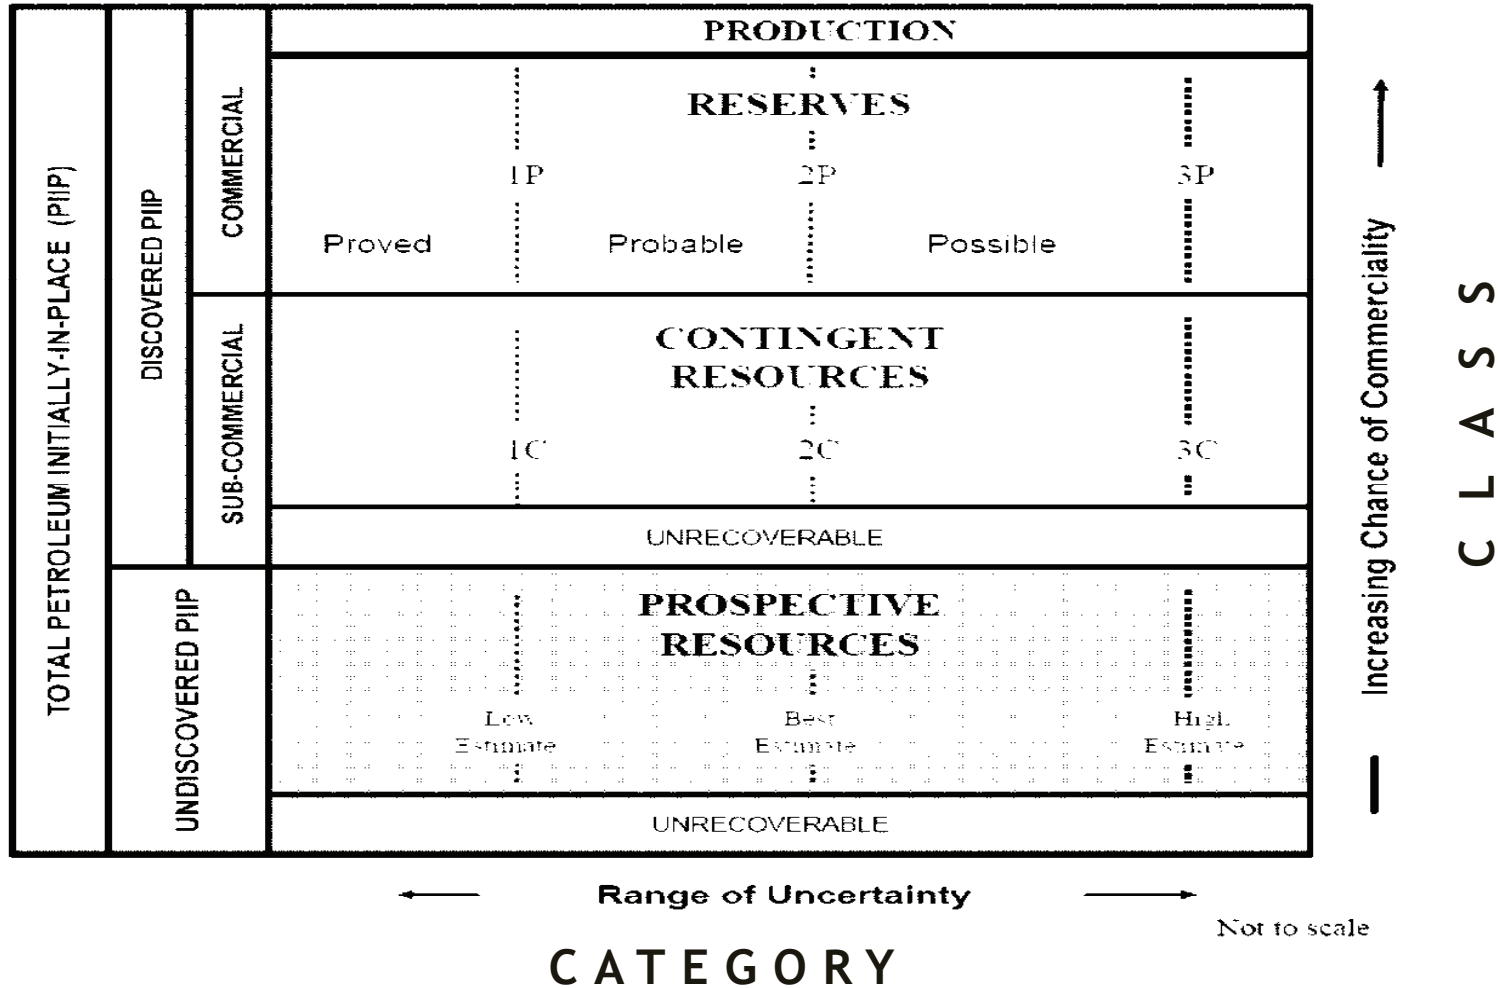 PRODUCTION
RESERVES
1P 2P 3P
Proved Probable Possible
CONTINGENT
RESOURCES
1C 2C 3C
UNRECOVERABLE
PROSPECTIVE
RESOURCES
Low Best High
Estimate Estimate Estimate
UNRECOVERABLE
TOTAL PETROLEUM INITIALLY-IN-PLACE (PIIP)
DISCOVERED PIIP
UNDISCOVERED PIIP
COMMERCIAL
SUB-COMMERCIAL
Increasing Chance of Commerciality
CLASS
Range of Uncertainty
Not to scale
CATEGORY